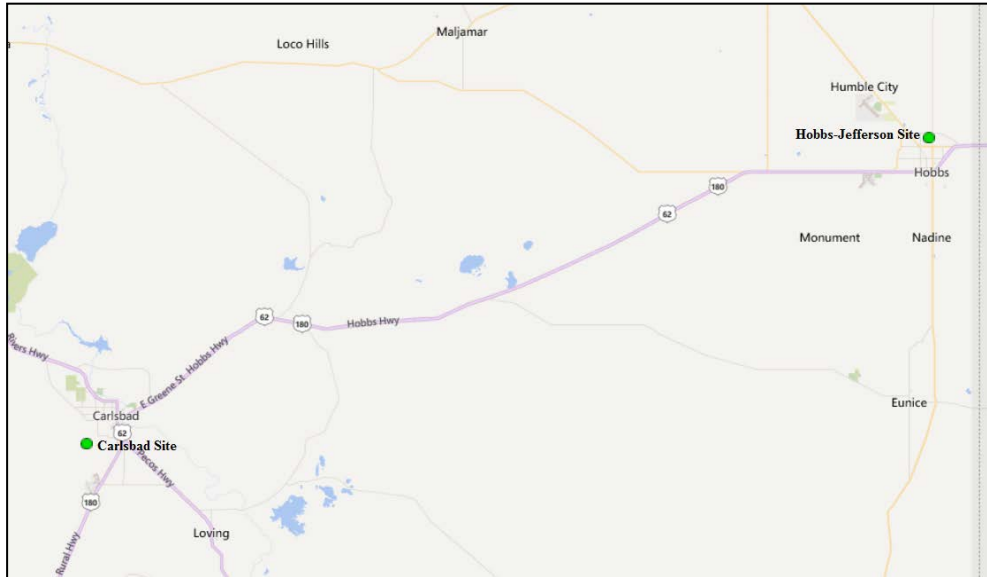 Maljamar
Loco Hills
a
Humble City
Hobbs-Jefferson Site
Hobbs
180
62
Monument
Nadine
62
180
Hobbs Hwy
Rivers Hwy
E Greene St
Hobbs Hwy
Eunice
Carlsbad
62
Carlsbad Site
Pecos Hwy
180
Loving
Rural Hwy